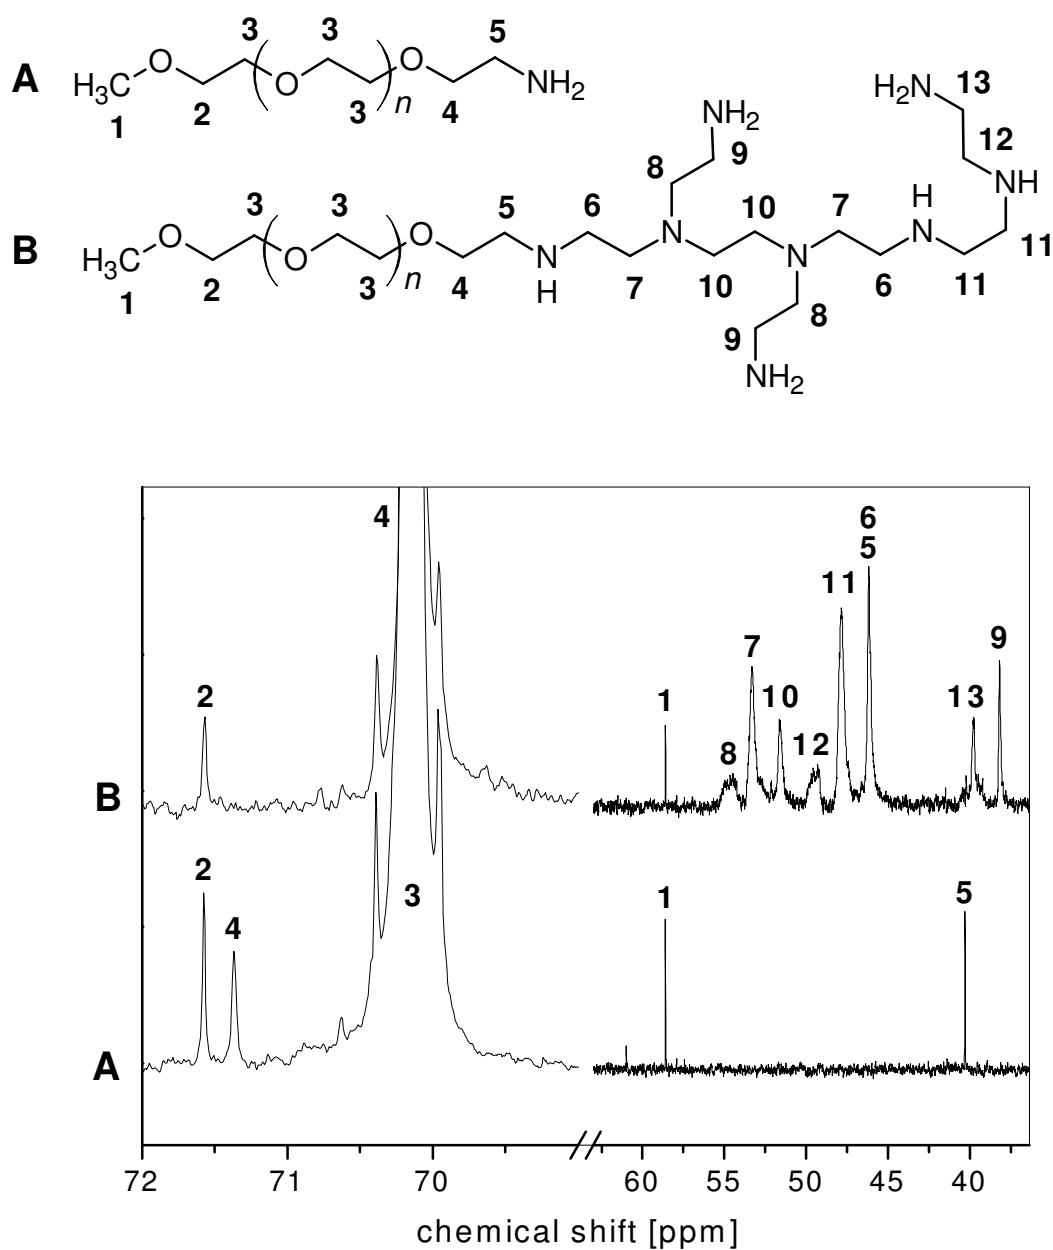 3 3 5
A H3C O O O NH2
1 2 3 n 4
H2N 13
NH2
12
8 9
NH
3 3 5 6 N 10 7 H
B H3C O O O N N N 11
1 2 3 n 4 H 7 10 6 11
9 8
NH2
4 6
5
11
7 9
2 1 10 13
8 12
B
2 3 1 5
4
A
72 71 70 60 55 50 45 40
chemical shift [ppm]